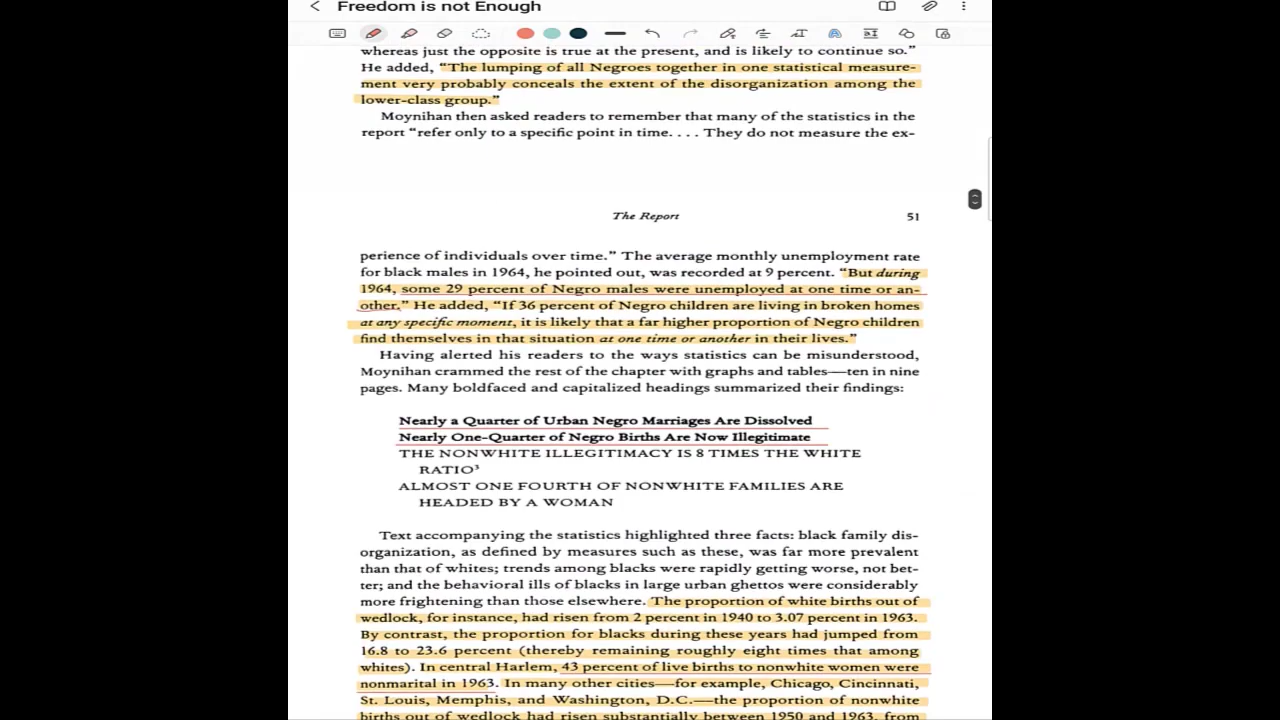 Freedom is not Enough
whereas just the opposite is true at the present, and is likely to continue so.”
He added, “The lumping of all Negroes together in one statistical measure-
ment very probably conceals the extent of the disorganization among the
lower-class group.”
Moynihan then asked readers to remember that many of the statistics in the
report “refer only to a specific point in time. . . . They do not measure the ex-
The Report 51
perience of individuals over time.” The average monthly unemployment rate
for black males in 1964, he pointed out, was recorded at 9 percent. “But during
1964, some 29 percent of Negro males were unemployed at one time or an-
other.” He added, “If 36 percent of Negro children are living in broken homes
at any specific moment, it is likely that a far higher proportion of Negro children
find themselves in that situation at one time or another in their lives.”
Having alerted his readers to the ways statistics can be misunderstood,
Moynihan crammed the rest of the chapter with graphs and tables—ten in nine
pages. Many boldfaced and capitalized headings summarized their findings:
Nearly a Quarter of Urban Negro Marriages Are Dissolved
Nearly One-Quarter of Negro Births Are Now Illegitimate
THE NONWHITE ILLEGITIMACY IS 8 TIMES THE WHITE
RATIO³
ALMOST ONE FOURTH OF NONWHITE FAMILIES ARE
HEADED BY A WOMAN
Text accompanying the statistics highlighted three facts: black family dis-
organization, as defined by measures such as these, was far more prevalent
than that of whites; trends among blacks were rapidly getting worse, not bet-
ter; and the behavioral ills of blacks in large urban ghettos were considerably
more frightening than those elsewhere. The proportion of white births out of
wedlock, for instance, had risen from 2 percent in 1940 to 3.07 percent in 1963.
By contrast, the proportion for blacks during these years had jumped from
16.8 to 23.6 percent (thereby remaining roughly eight times that among
whites). In central Harlem, 43 percent of live births to nonwhite women were
nonmarital in 1963. In many other cities—for example, Chicago, Cincinnati,
St. Louis, Memphis, and Washington, D.C.—the proportion of nonwhite
births out of wedlock had risen substantially between 1950 and 1963, from